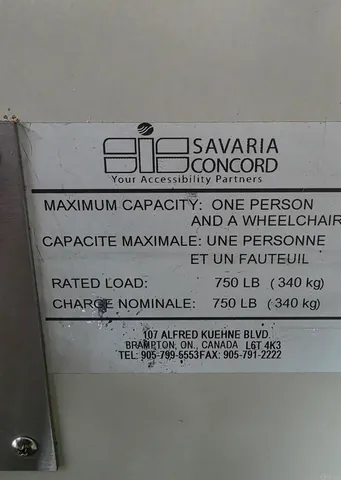 SAVARIA
CONCORD
Your Accessibility Partners
MAXIMUM CAPACITY: ONE PERSON
AND A WHEELCHAIR
CAPACITE MAXIMALE: UNE PERSONNE
ET UN FAUTEUIL
RATED LOAD: 750 LB (340 kg)
CHARGE NOMINALE: 750 LB (340 kg)
107 ALFRED KUEHNE BLVD.
BRAMPTON, ON., CANADA L6T 4K3
TEL: 905-799-5553 FAX: 905-791-2222